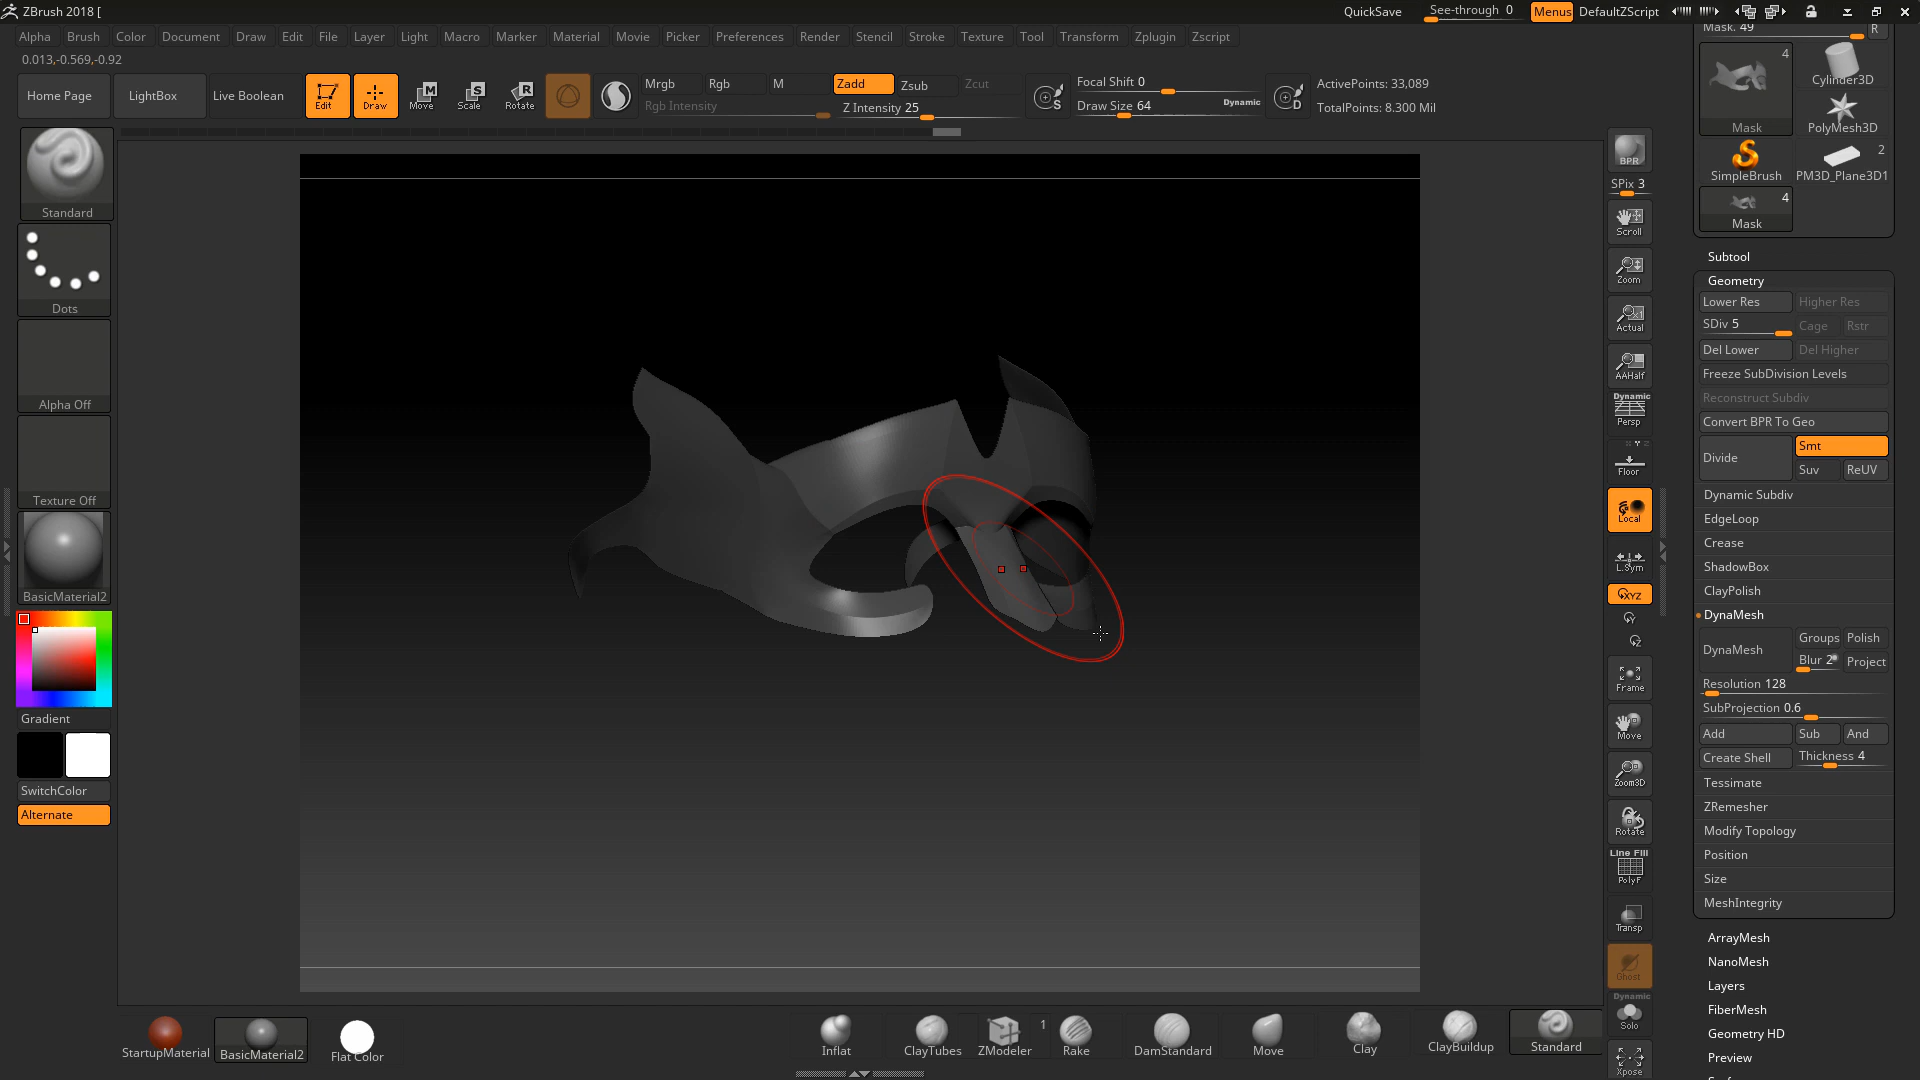 ZBrush 2018 [
QuickSave
See-through 0
Menus
DefaultZScript
Alpha Brush Color Document Draw Edit File Layer Light Macro Marker Material Movie Picker Preferences Render Stencil Stroke Texture Tool Transform Zplugin Zscript
0.013,-0.569,-0.92
Home Page
LightBox
Live Boolean
Edit
Draw
Move
Scale
Rotate
Mrgb Rgb M
Rgb Intensity
Zadd Zsub Zcut
Z Intensity 25
Focal Shift 0
Draw Size 64
Dynamic
ActivePoints: 33,089
TotalPoints: 8.300 Mil
Standard
Dots
Alpha Off
Texture Off
BasicMaterial2
Gradient
SwitchColor
Alternate
BPR
SPix 3
Scroll
Zoom
Actual
AAHalf
Dynamic
Persp
Floor
Local
L.Sym
XYZ
Frame
Move
Zoom3D
Rotate
Line Fill
PolyF
Transp
Ghost
Dynamic
Solo
Xpose
Mask. 49
R
4
Mask
Cylinder3D
PolyMesh3D
SimpleBrush
2
PM3D_Plane3D1
4
Mask
Subtool
Geometry
Lower Res Higher Res
SDiv 5 Cage Rstr
Del Lower Del Higher
Freeze SubDivision Levels
Reconstruct Subdiv
Convert BPR To Geo
Divide
Smt
Suv ReUV
Dynamic Subdiv
EdgeLoop
Crease
ShadowBox
ClayPolish
DynaMesh
DynaMesh
Groups Polish
Blur 2 Project
Resolution 128
SubProjection 0.6
Add Sub And
Create Shell Thickness 4
Tessimate
ZRemesher
Modify Topology
Position
Size
MeshIntegrity
ArrayMesh
NanoMesh
Layers
FiberMesh
Geometry HD
Preview
StartupMaterial
BasicMaterial2
Flat Color
Inflat
ClayTubes
1
ZModeler
Rake
DamStandard
Move
Clay
ClayBuildup
Standard